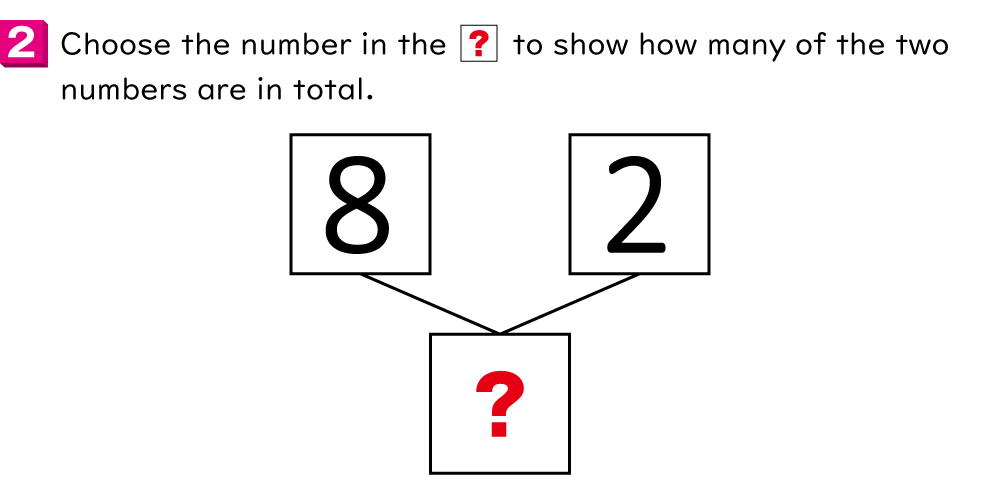 2 Choose the number in the ? to show how many of the two
numbers are in total.
8 2
?